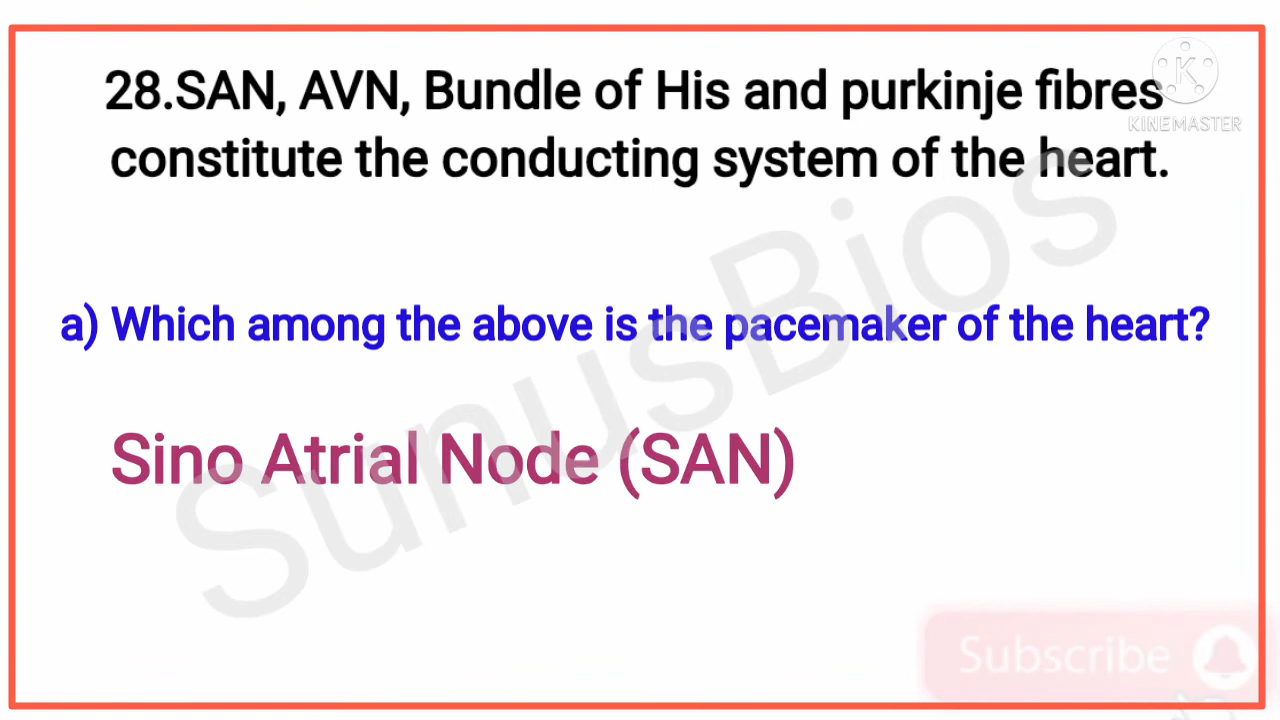 28.SAN, AVN, Bundle of His and purkinje fibres
constitute the conducting system of the heart.
KINEMASTER
a) Which among the above is the pacemaker of the heart?
Sino Atrial Node (SAN)
SunusBios
Subscribe